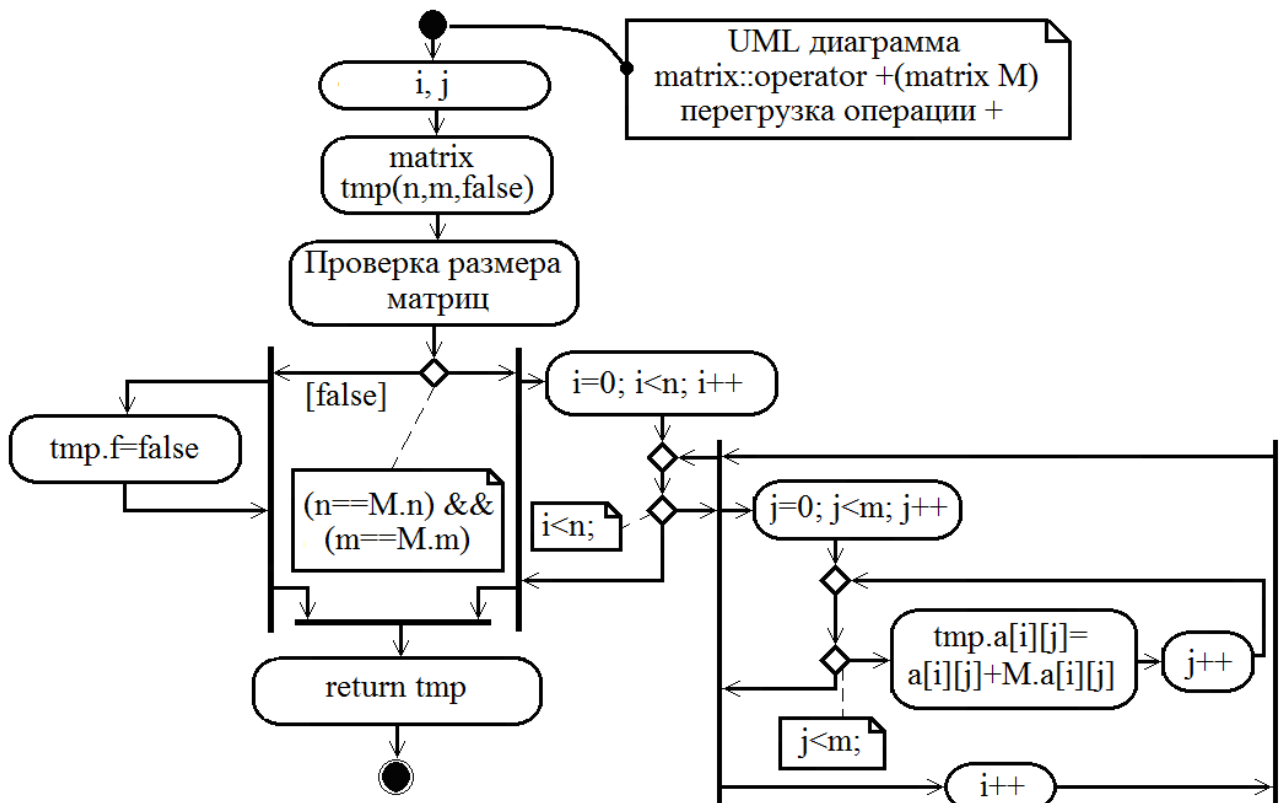 UML диаграмма
matrix::operator +(matrix M)
перегрузка операции +
i, j
matrix
tmp(n,m,false)
Проверка размера
матриц
[false]
tmp.f=false
(n==M.n) &&
(m==M.m)
i=0; i<n; i++
i<n;
j=0; j<m; j++
tmp.a[i][j]=
a[i][j]+M.a[i][j]
j++
j<m;
i++
return tmp